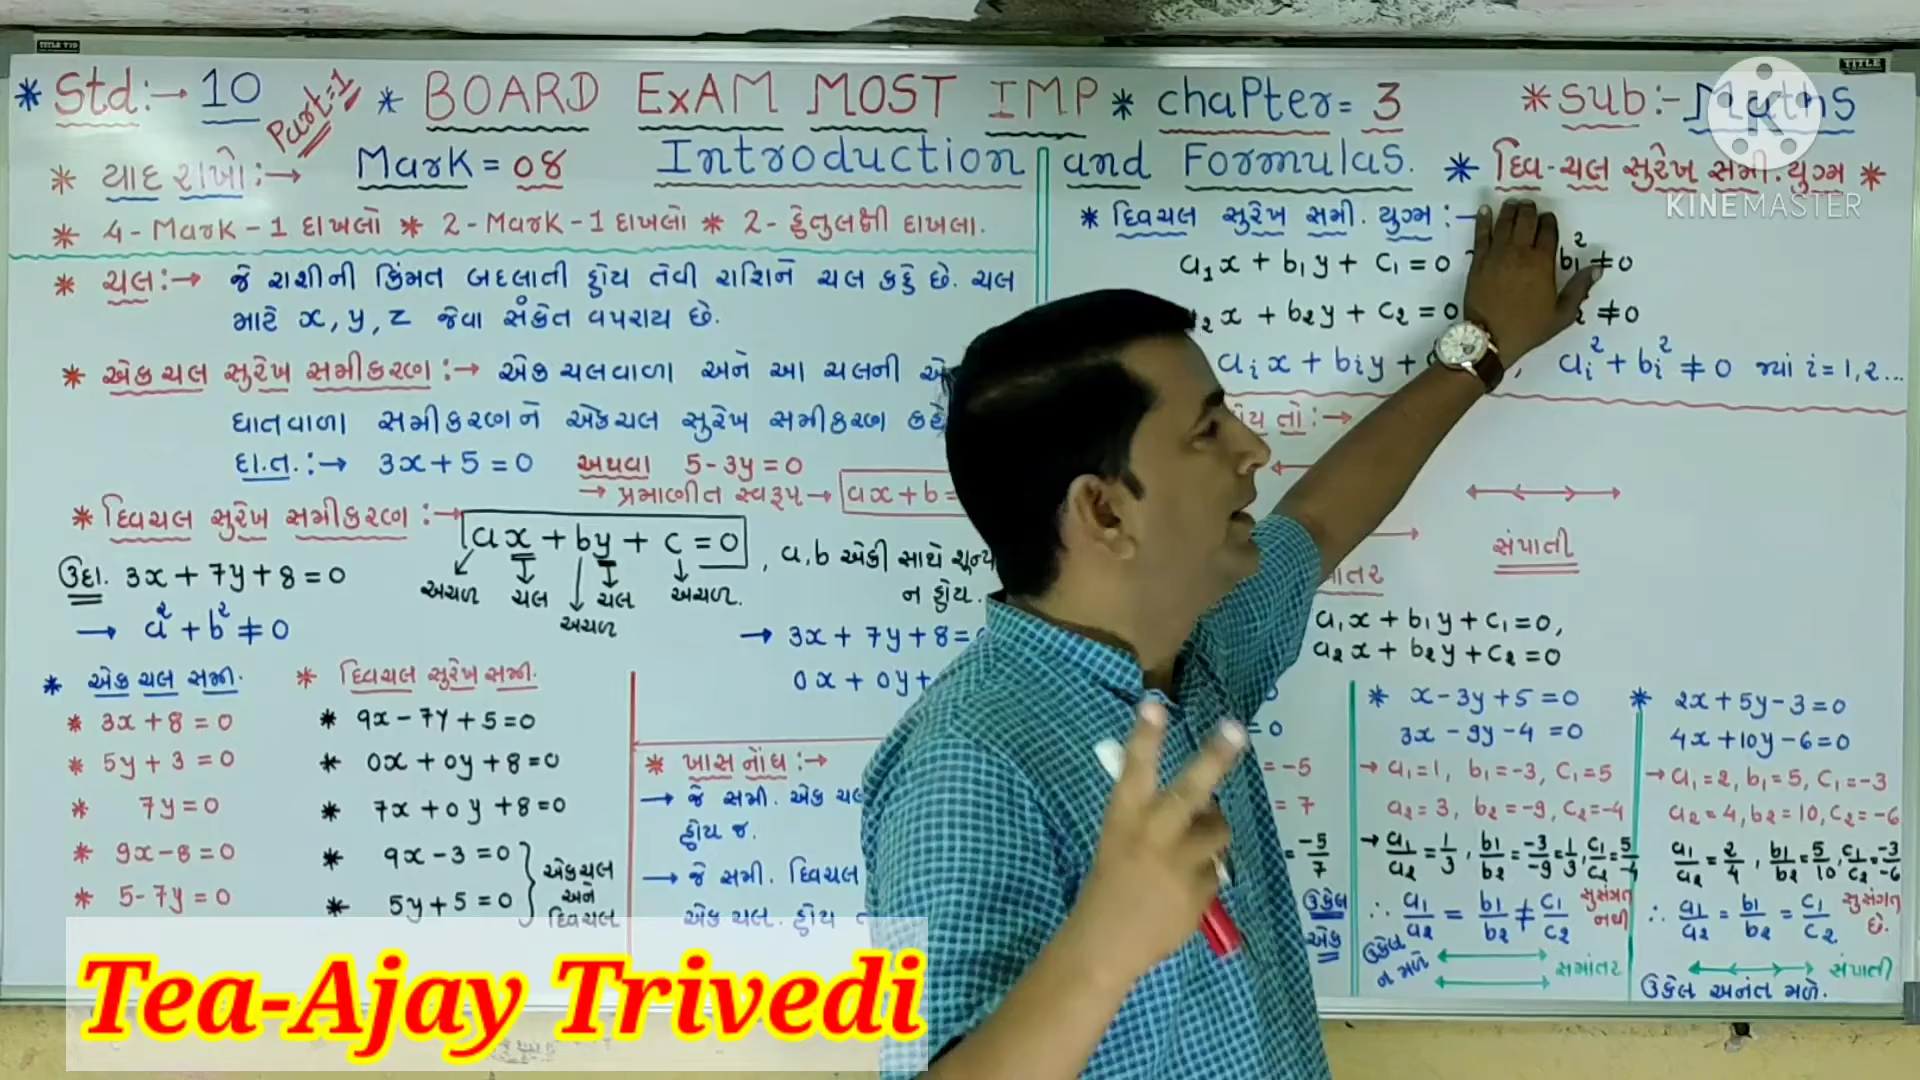 * Std:→ 10 Part=1 * BOARD ExAM MOST IMP * chapter= 3 * Sub:- Maths
* યાદ રાખો:→ Mark = 08 Introduction and Formulas. * દ્વિ-ચલ સુરેખ સમી. યુગ્મ *
KINEMASTER
* 4- Mark - 1 દાખલો * 2- Mark - 1 દાખલો * 2- હેતુલક્ષી દાખલા.
* ચલ:→ જે રાશીની કિંમત બદલાતી હોય તેવી રાશિને ચલ કહે છે. ચલ
માટે x, y, z જેવા સંકેત વપરાય છે.
* એક ચલ સુરેખ સમીકરણ:→ એક ચલવાળા અને આ ચલની
ઘાતવાળા સમીકરણને એકચલ સુરેખ સમીકરણ
દા.ત.:→ 3x+5=0 અથવા 5-3y=0
→ પ્રમાણીત સ્વરૂપ→ ax+b=
* દ્વિચલ સુરેખ સમીકરણ:→ ax+by+c=0, a,b એકી સાથે શૂન્ય
ન હોય.
અચળ ચલ અચળ ચલ અચળ.
ઉદા. 3x+7y+8=0
→ a²+b²≠0
→ 3x+7y+8=
0x+0y+
* એક ચલ સમી.
* 3x+8=0
* 5y+3=0
* 7y=0
* 9x-8=0
* 5-7y=0
* દ્વિચલ સુરેખ સમી.
* 9x-7y+5=0
* 0x+0y+8=0
* 7x+0y+8=0
* 9x-3=0
* 5y+5=0
એકચલ
અને
દ્વિચલ
* ખાસ નોંધ:→
→ જે સમી. એક ચલ
હોય જ.
→ જે સમી. દ્વિચલ
એક ચલ. હોય
* દ્વિચલ સુરેખ સમી. યુગ્મ:→
a₁x+b₁y+c₁=0 b₁²≠0
₂x+b₂y+c₂=0 ≠0
aᵢx+bᵢy+ , aᵢ²+bᵢ²≠0 જ્યાં i=1,2...
તો:→
સંપાતી
a₁x+b₁y+c₁=0,
a₂x+b₂y+c₂=0
=0
=-5
=7
=-5/7
ઉકેલ
એક
* x-3y+5=0
3x-9y-4=0
→ a₁=1, b₁=-3, c₁=5
a₂=3, b₂=-9, c₂=-4
→ a₁/a₂=1/3, b₁/b₂=-3/-9=1/3, c₁/c₂=5/-4
∴ a₁/a₂=b₁/b₂≠c₁/c₂ સુસંગત
નથી
ઉકેલ
ન મળે
સમાંતર
* 2x+5y-3=0
4x+10y-6=0
→ a₁=2, b₁=5, c₁=-3
a₂=4, b₂=10, c₂=-6
a₁/a₂=2/4, b₁/b₂=5/10, c₁/c₂=-3/-6
∴ a₁/a₂=b₁/b₂=c₁/c₂ સુસંગત
છે.
સંપાતી
ઉકેલ અનંત મળે.
Tea-Ajay Trivedi